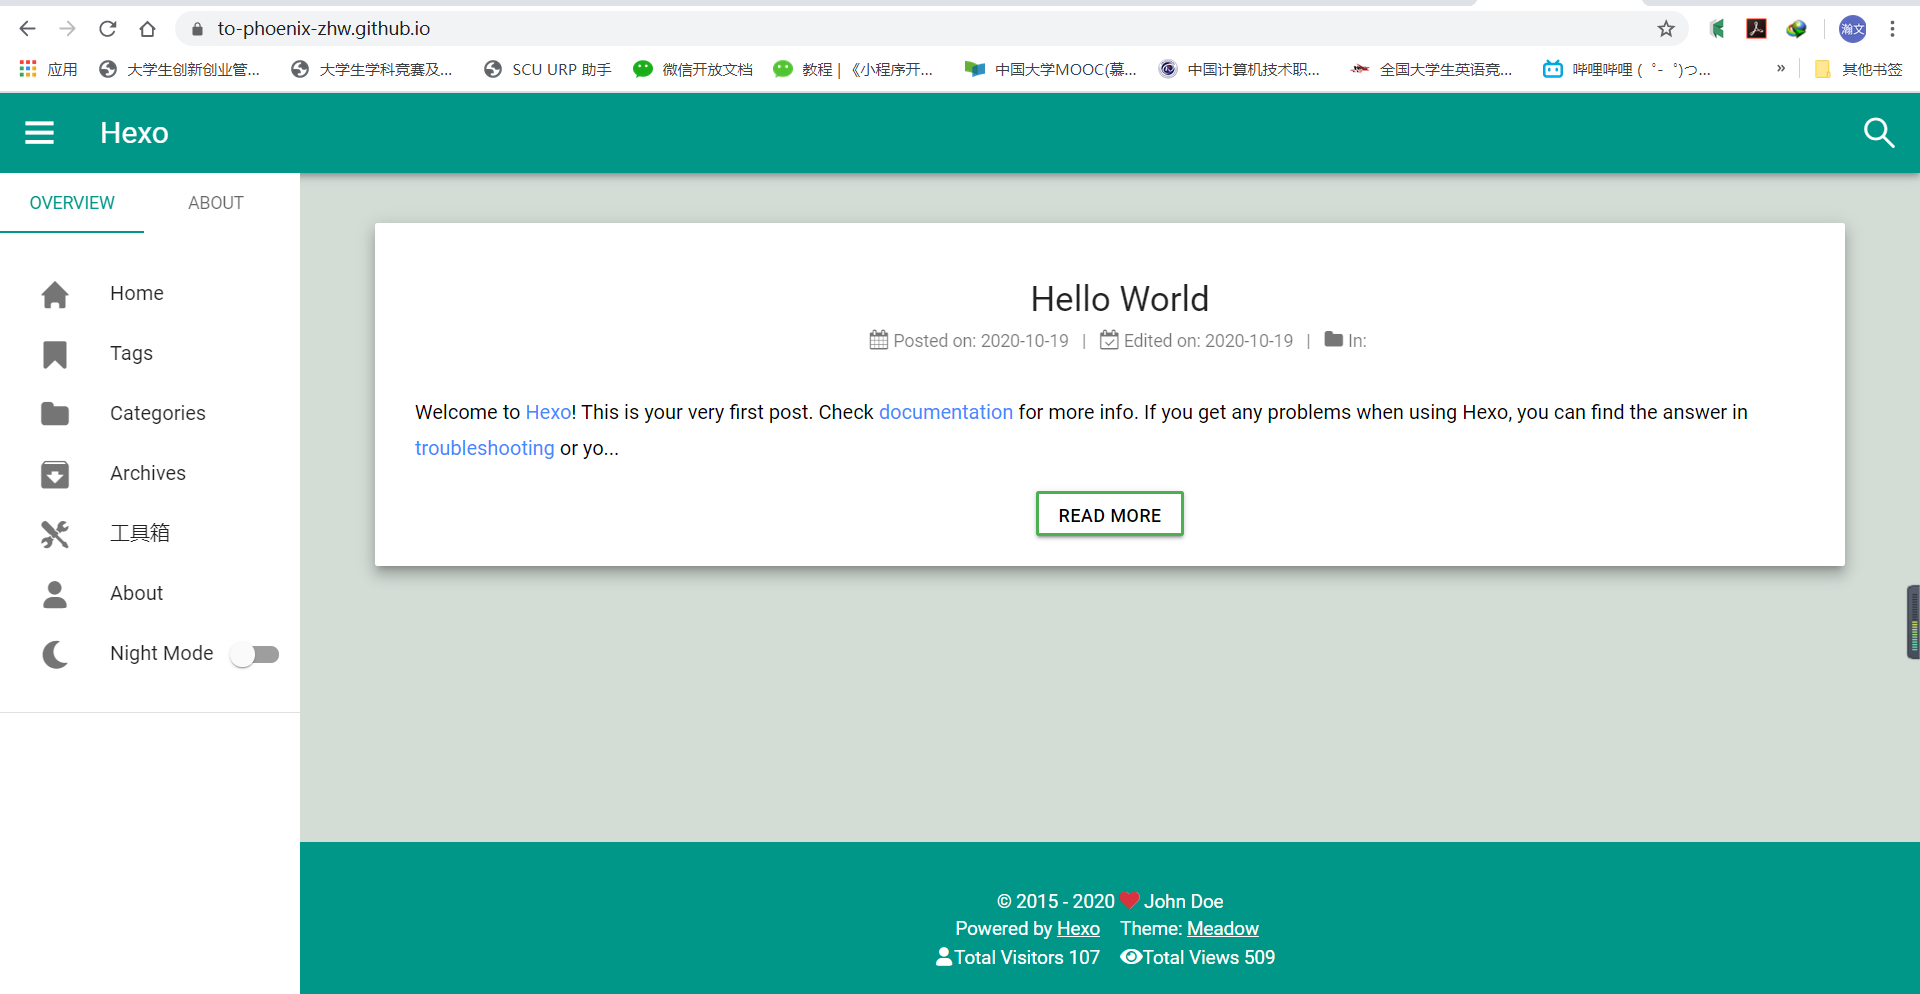 to-phoenix-zhw.github.io
瀚文
应用 大学生创新创业管... 大学生学科竞赛及... SCU URP 助手 微信开放文档 教程 | 《小程序开... 中国大学MOOC(慕... 中国计算机技术职... 全国大学生英语竞... 哔哩哔哩 ( ゜- ゜)つ... » 其他书签
Hexo
OVERVIEW ABOUT
Home
Tags
Categories
Archives
工具箱
About
Night Mode
Hello World
Posted on: 2020-10-19 | Edited on: 2020-10-19 | In:
Welcome to Hexo! This is your very first post. Check documentation for more info. If you get any problems when using Hexo, you can find the answer in
troubleshooting or yo...
READ MORE
© 2015 - 2020 John Doe
Powered by Hexo Theme: Meadow
Total Visitors 107 Total Views 509